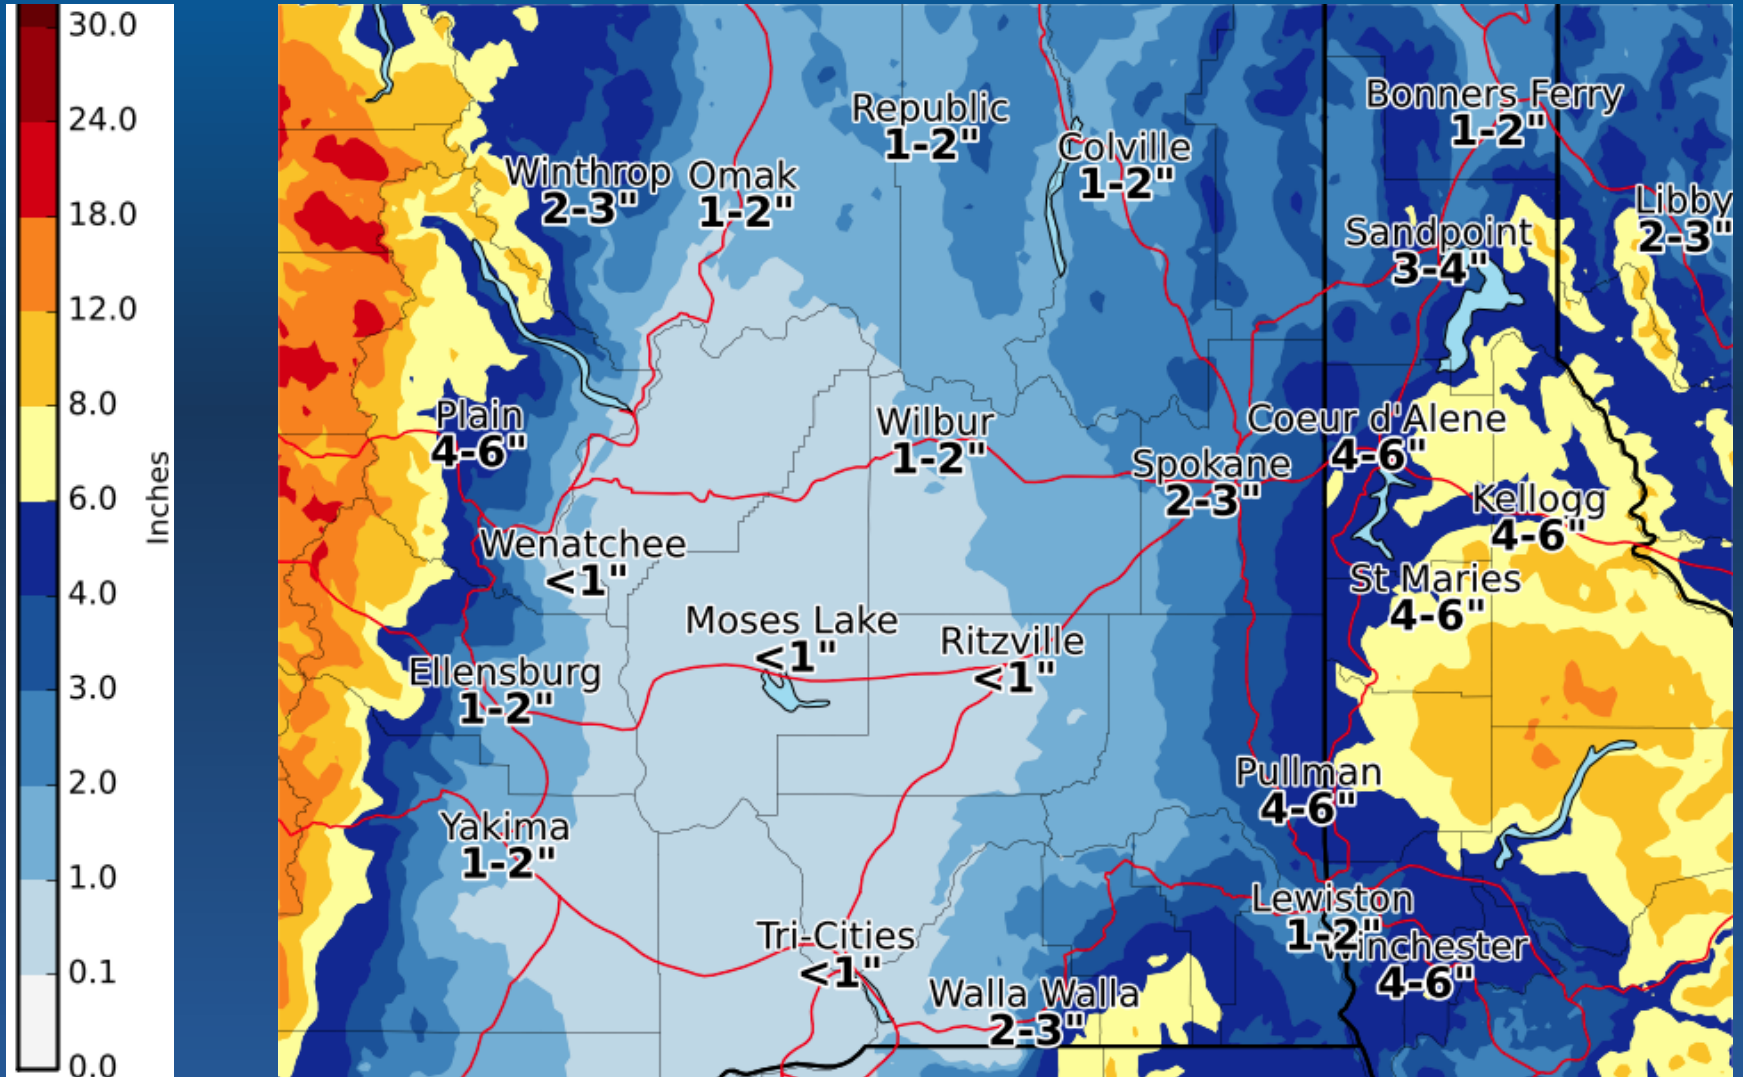 30.0
24.0
18.0
12.0
8.0
6.0
4.0
3.0
2.0
1.0
0.1
0.0
Inches
Bonners Ferry
1-2"
Republic
1-2"
Colville
1-2"
Winthrop
2-3"
Omak
1-2"
Libby
2-3"
Sandpoint
3-4"
Plain
4-6"
Wilbur
1-2"
Coeur d'Alene
4-6"
Spokane
2-3"
Kellogg
4-6"
Wenatchee
<1"
St Maries
4-6"
Moses Lake
<1"
Ritzville
<1"
Ellensburg
1-2"
Pullman
4-6"
Yakima
1-2"
Lewiston
1-2"
Winchester
4-6"
Tri-Cities
<1"
Walla Walla
2-3"